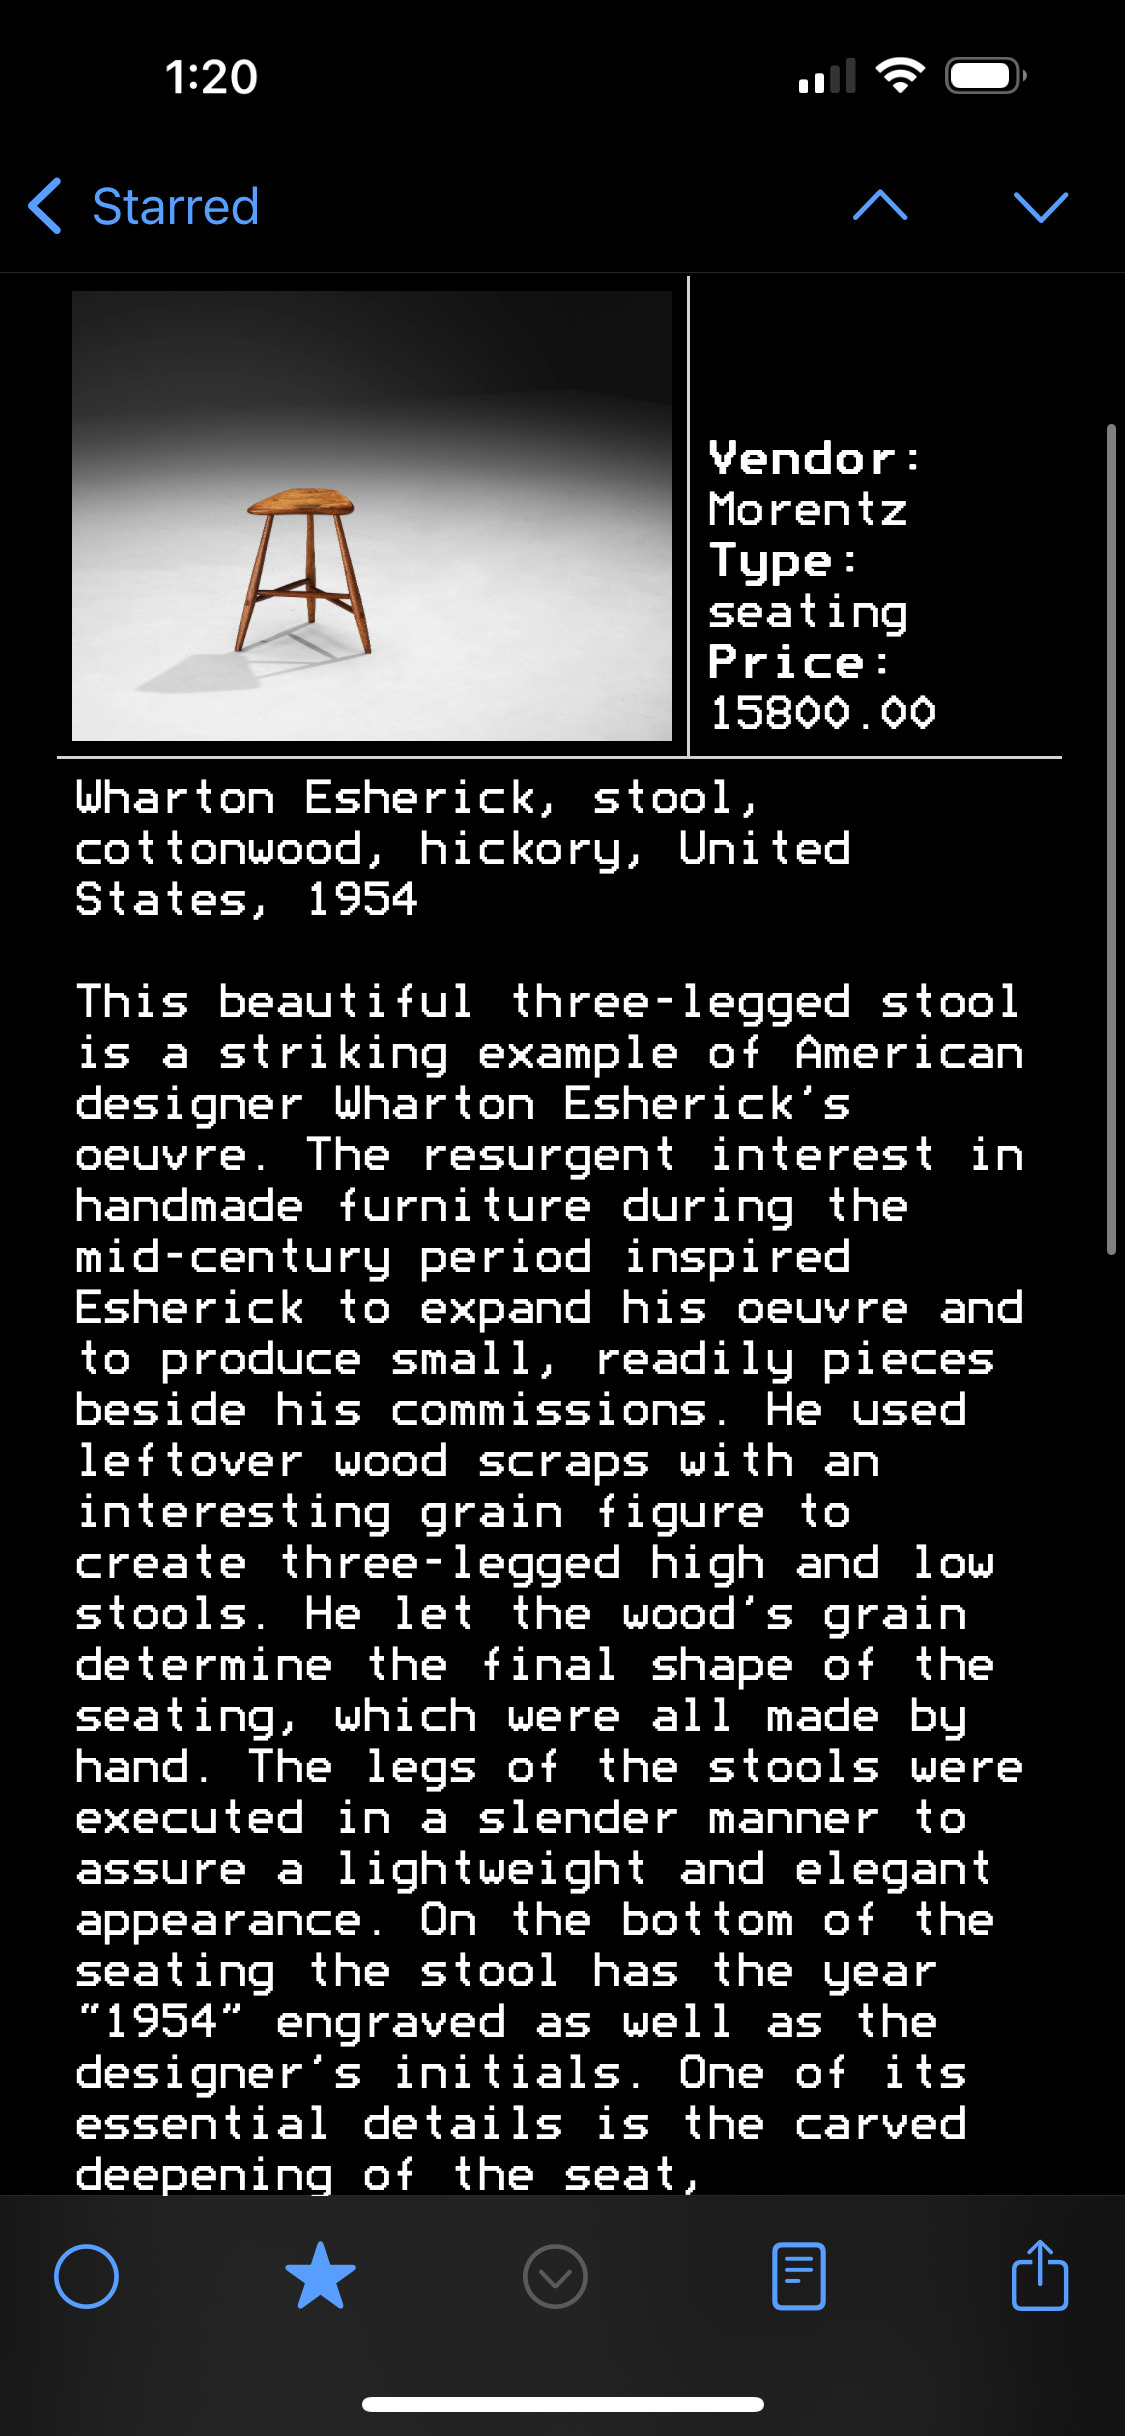 1:20
Starred
Vendor:
Morentz
Type:
seating
Price:
15800.00
Wharton Esherick, stool,
cottonwood, hickory, United
States, 1954
This beautiful three-legged stool
is a striking example of American
designer Wharton Esherick’s
oeuvre. The resurgent interest in
handmade furniture during the
mid-century period inspired
Esherick to expand his oeuvre and
to produce small, readily pieces
beside his commissions. He used
leftover wood scraps with an
interesting grain figure to
create three-legged high and low
stools. He let the wood’s grain
determine the final shape of the
seating, which were all made by
hand. The legs of the stools were
executed in a slender manner to
assure a lightweight and elegant
appearance. On the bottom of the
seating the stool has the year
“1954” engraved as well as the
designer’s initials. One of its
essential details is the carved
deepening of the seat,